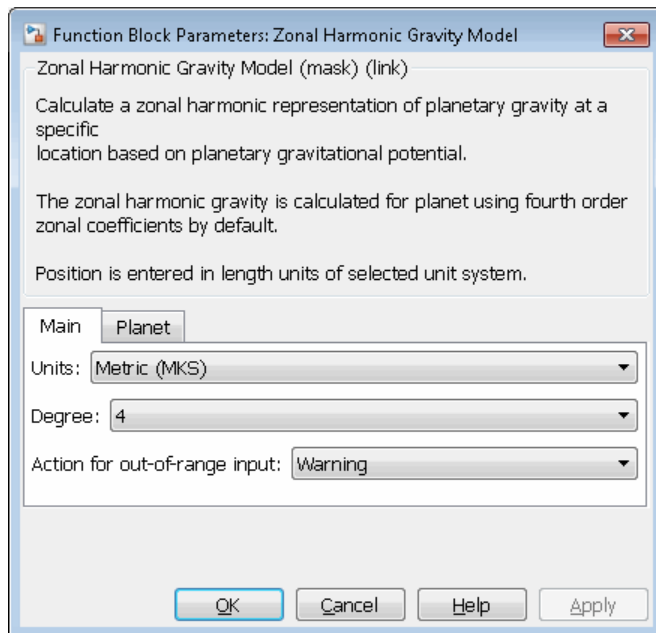 Function Block Parameters: Zonal Harmonic Gravity Model
Zonal Harmonic Gravity Model (mask) (link)
Calculate a zonal harmonic representation of planetary gravity at a
specific
location based on planetary gravitational potential.
The zonal harmonic gravity is calculated for planet using fourth order
zonal coefficients by default.
Position is entered in length units of selected unit system.
Main Planet
Units: Metric (MKS)
Degree: 4
Action for out-of-range input: Warning
OK Cancel Help Apply